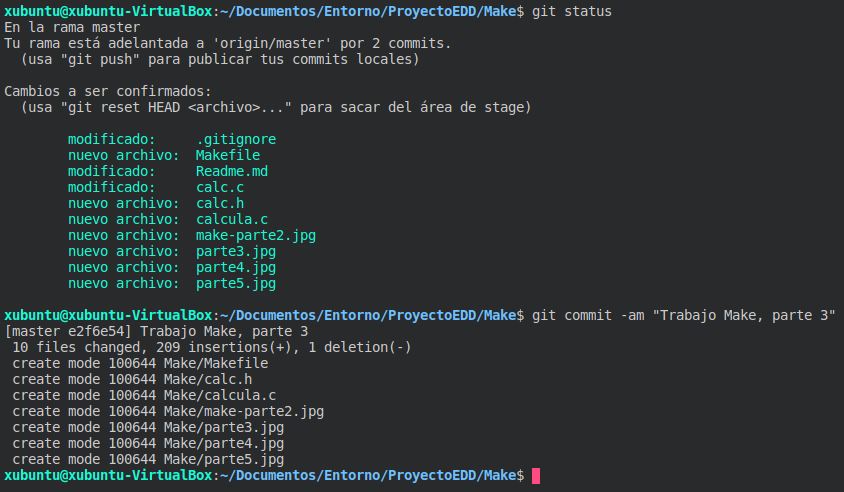 xubuntu@xubuntu-VirtualBox:~/Documentos/Entorno/ProyectoEDD/Make$ git status
En la rama master
Tu rama está adelantada a 'origin/master' por 2 commits.
  (usa "git push" para publicar tus commits locales)

Cambios a ser confirmados:
  (usa "git reset HEAD <archivo>..." para sacar del área de stage)

        modificado:     .gitignore
        nuevo archivo:  Makefile
        modificado:     Readme.md
        modificado:     calc.c
        nuevo archivo:  calc.h
        nuevo archivo:  calcula.c
        nuevo archivo:  make-parte2.jpg
        nuevo archivo:  parte3.jpg
        nuevo archivo:  parte4.jpg
        nuevo archivo:  parte5.jpg

xubuntu@xubuntu-VirtualBox:~/Documentos/Entorno/ProyectoEDD/Make$ git commit -am "Trabajo Make, parte 3"
[master e2f6e54] Trabajo Make, parte 3
 10 files changed, 209 insertions(+), 1 deletion(-)
 create mode 100644 Make/Makefile
 create mode 100644 Make/calc.h
 create mode 100644 Make/calcula.c
 create mode 100644 Make/make-parte2.jpg
 create mode 100644 Make/parte3.jpg
 create mode 100644 Make/parte4.jpg
 create mode 100644 Make/parte5.jpg
xubuntu@xubuntu-VirtualBox:~/Documentos/Entorno/ProyectoEDD/Make$